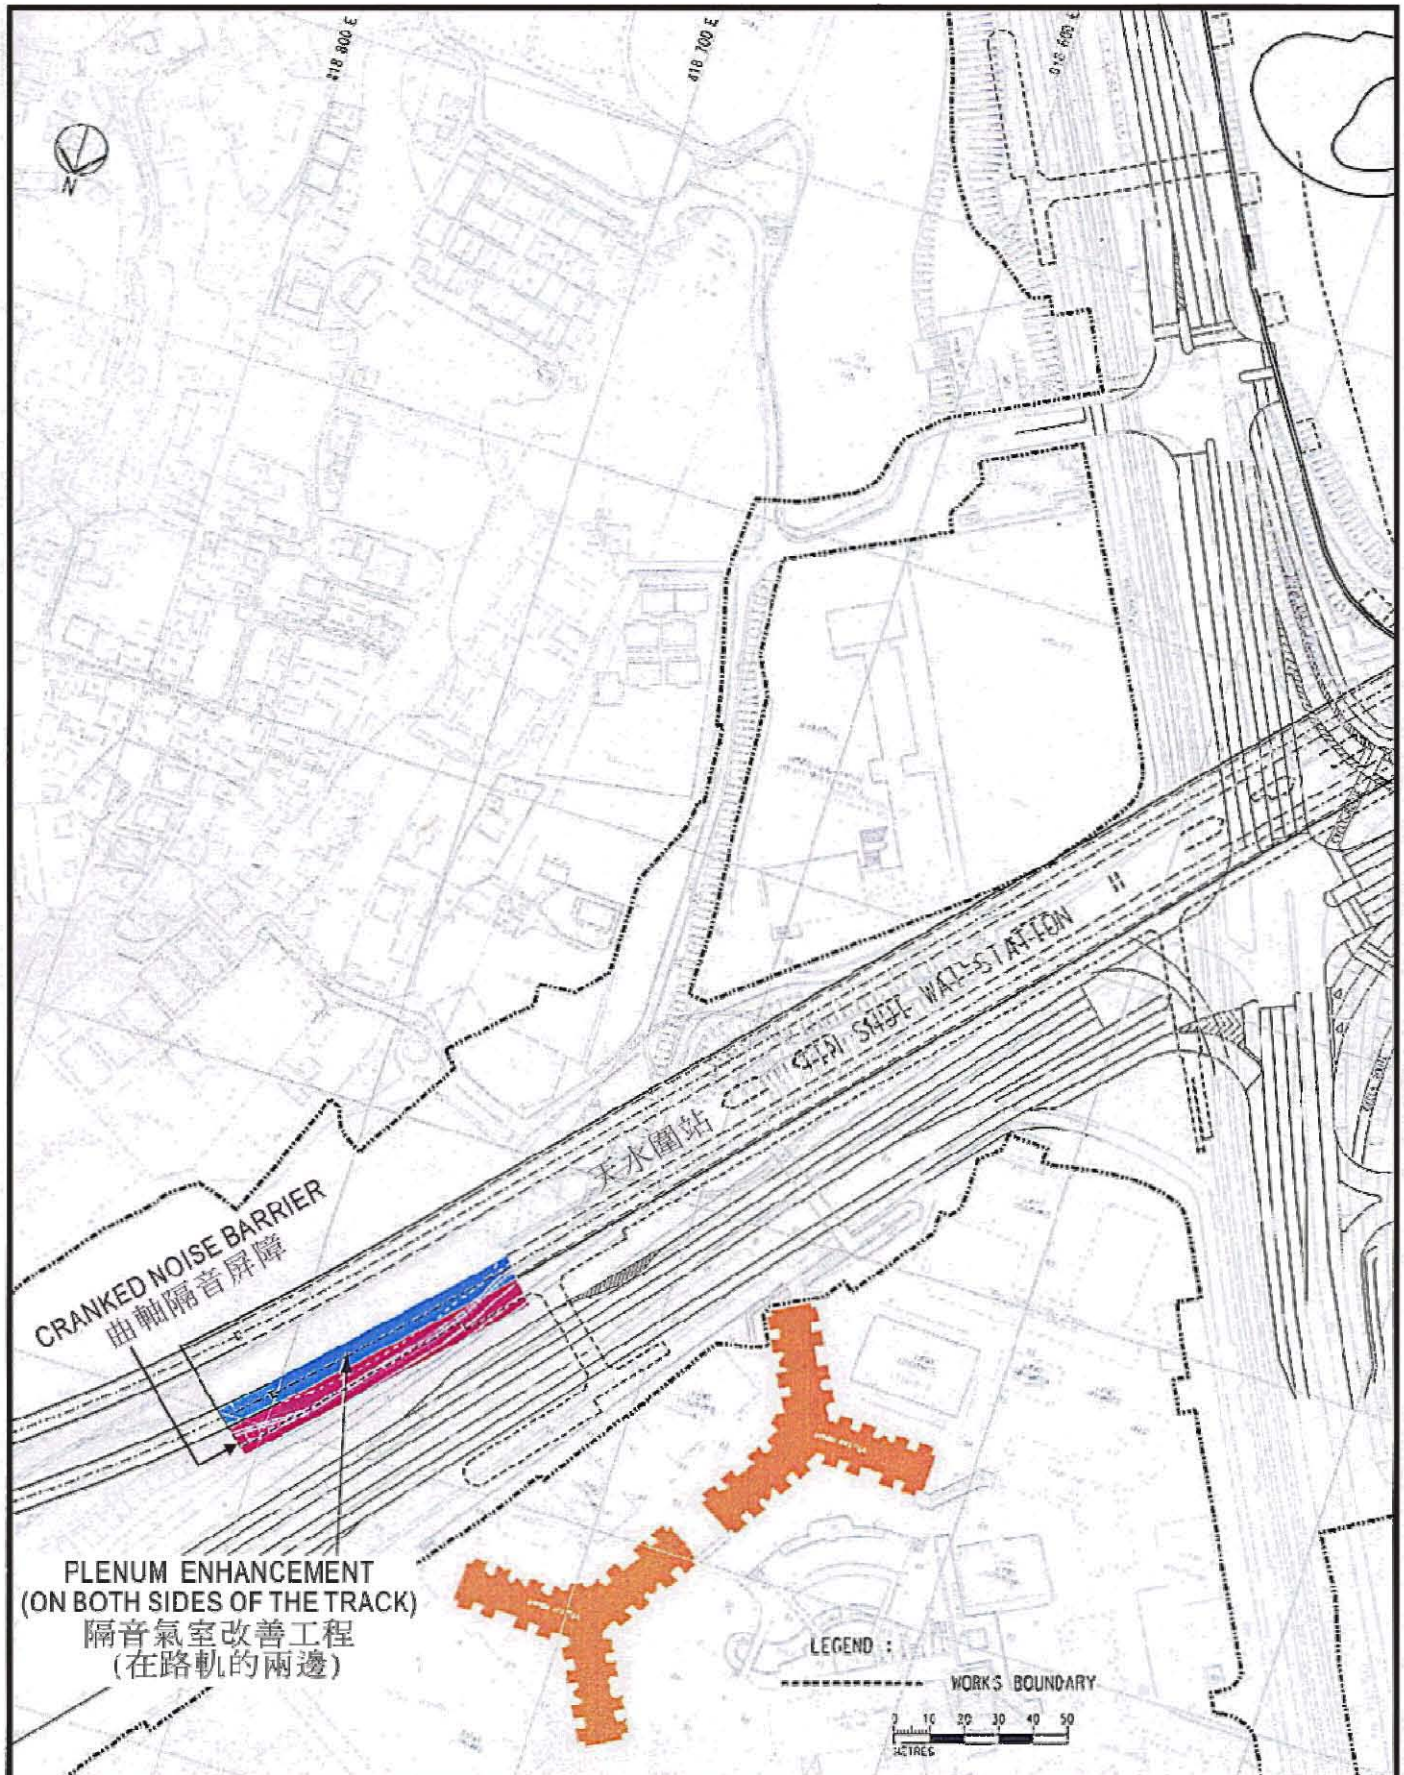 818 800 E
818 700 E
818 600 E
N
TIN SHUI WAI STATION
天水圍站
CRANKED NOISE BARRIER
曲軸隔音屏障
PLENUM ENHANCEMENT
(ON BOTH SIDES OF THE TRACK)
隔音氣室改善工程
(在路軌的兩邊)
LEGEND :
WORKS BOUNDARY
0 10 20 30 40 50
METRES